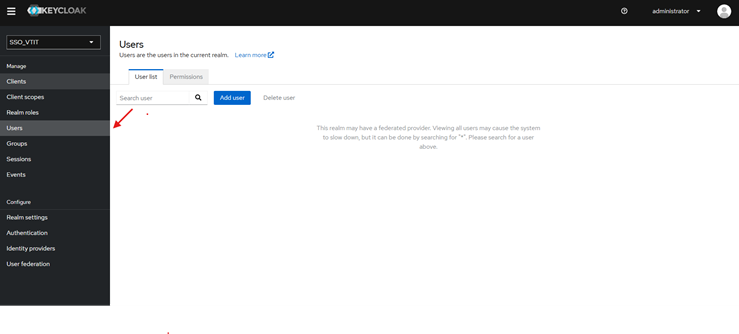 KEYCLOAK
administrator
SSO_VTIT
Manage
Clients
Client scopes
Realm roles
Users
Groups
Sessions
Events
Configure
Realm settings
Authentication
Identity providers
User federation
Users
Users are the users in the current realm. Learn more
User list Permissions
Search user Add user Delete user
This realm may have a federated provider. Viewing all users may cause the system
to slow down, but it can be done by searching for "*". Please search for a user
above.